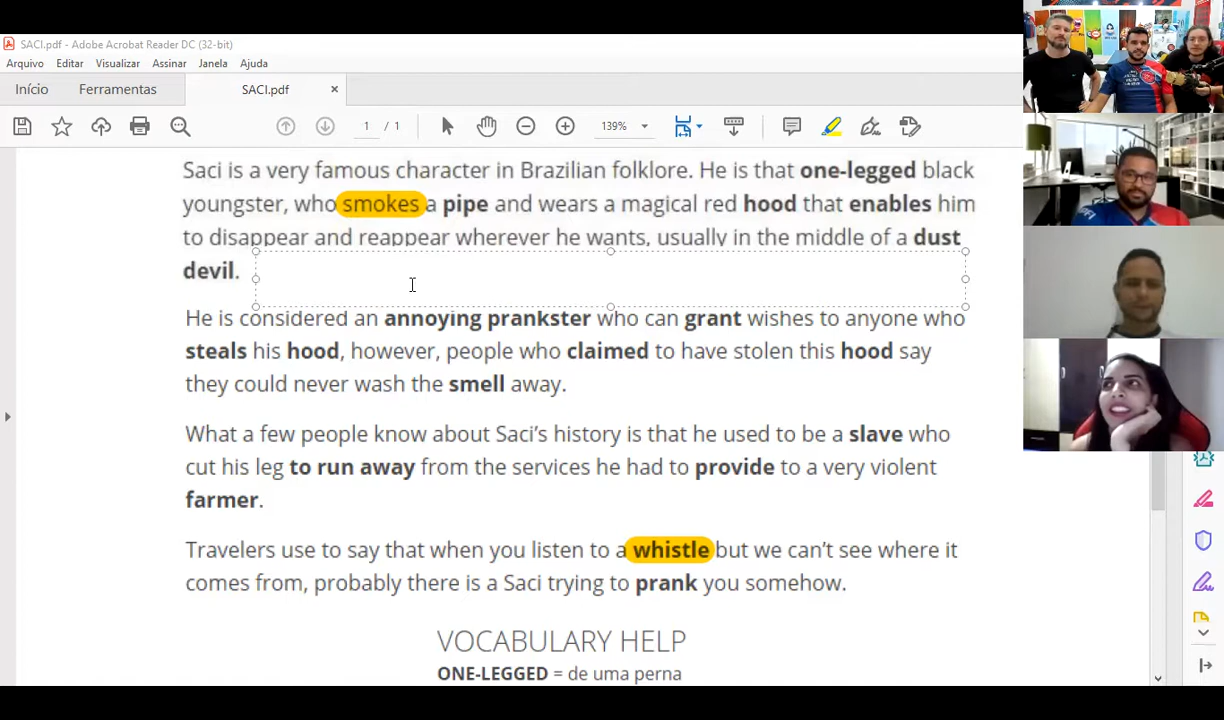 SACI.pdf - Adobe Acrobat Reader DC (32-bit)
Arquivo Editar Visualizar Assinar Janela Ajuda
Início Ferramentas SACI.pdf ×
1 / 1 139%
Saci is a very famous character in Brazilian folklore. He is that one-legged black
youngster, who smokes a pipe and wears a magical red hood that enables him
to disappear and reappear wherever he wants, usually in the middle of a dust
devil.
He is considered an annoying prankster who can grant wishes to anyone who
steals his hood, however, people who claimed to have stolen this hood say
they could never wash the smell away.
What a few people know about Saci's history is that he used to be a slave who
cut his leg to run away from the services he had to provide to a very violent
farmer.
Travelers use to say that when you listen to a whistle but we can't see where it
comes from, probably there is a Saci trying to prank you somehow.
VOCABULARY HELP
ONE-LEGGED = de uma perna